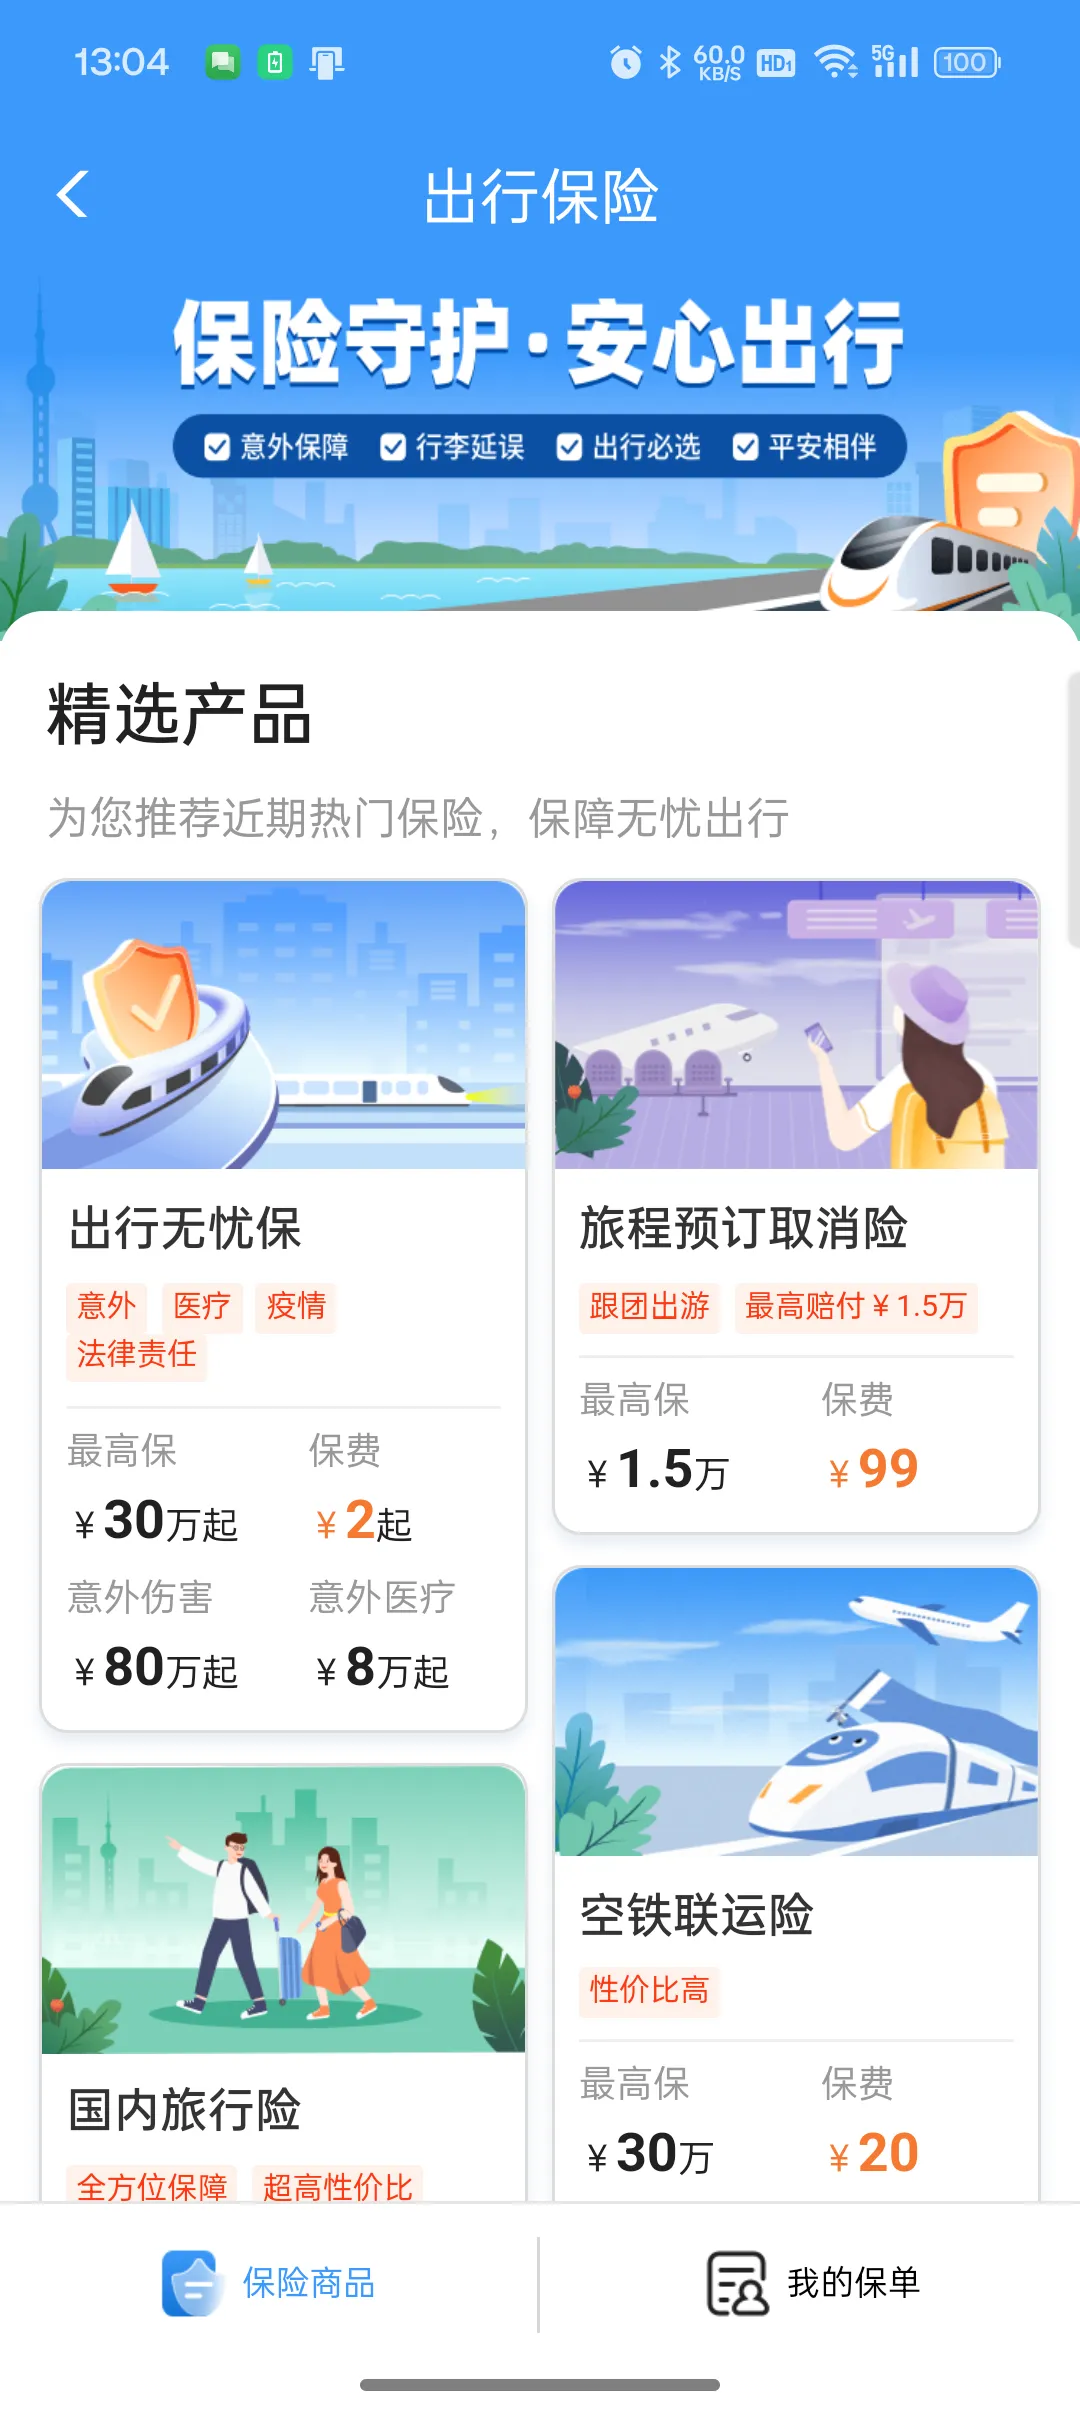 13:04
60.0
KB/S
HD1
5G
100
出行保险
保险守护·安心出行
意外保障 行李延误 出行必选 平安相伴
精选产品
为您推荐近期热门保险，保障无忧出行
出行无忧保
意外 医疗 疫情
法律责任
最高保 保费
¥30万起 ¥2起
意外伤害 意外医疗
¥80万起 ¥8万起
旅程预订取消险
跟团出游 最高赔付¥1.5万
最高保 保费
¥1.5万 ¥99
国内旅行险
全方位保障 超高性价比
空铁联运险
性价比高
最高保 保费
¥30万 ¥20
保险商品 我的保单